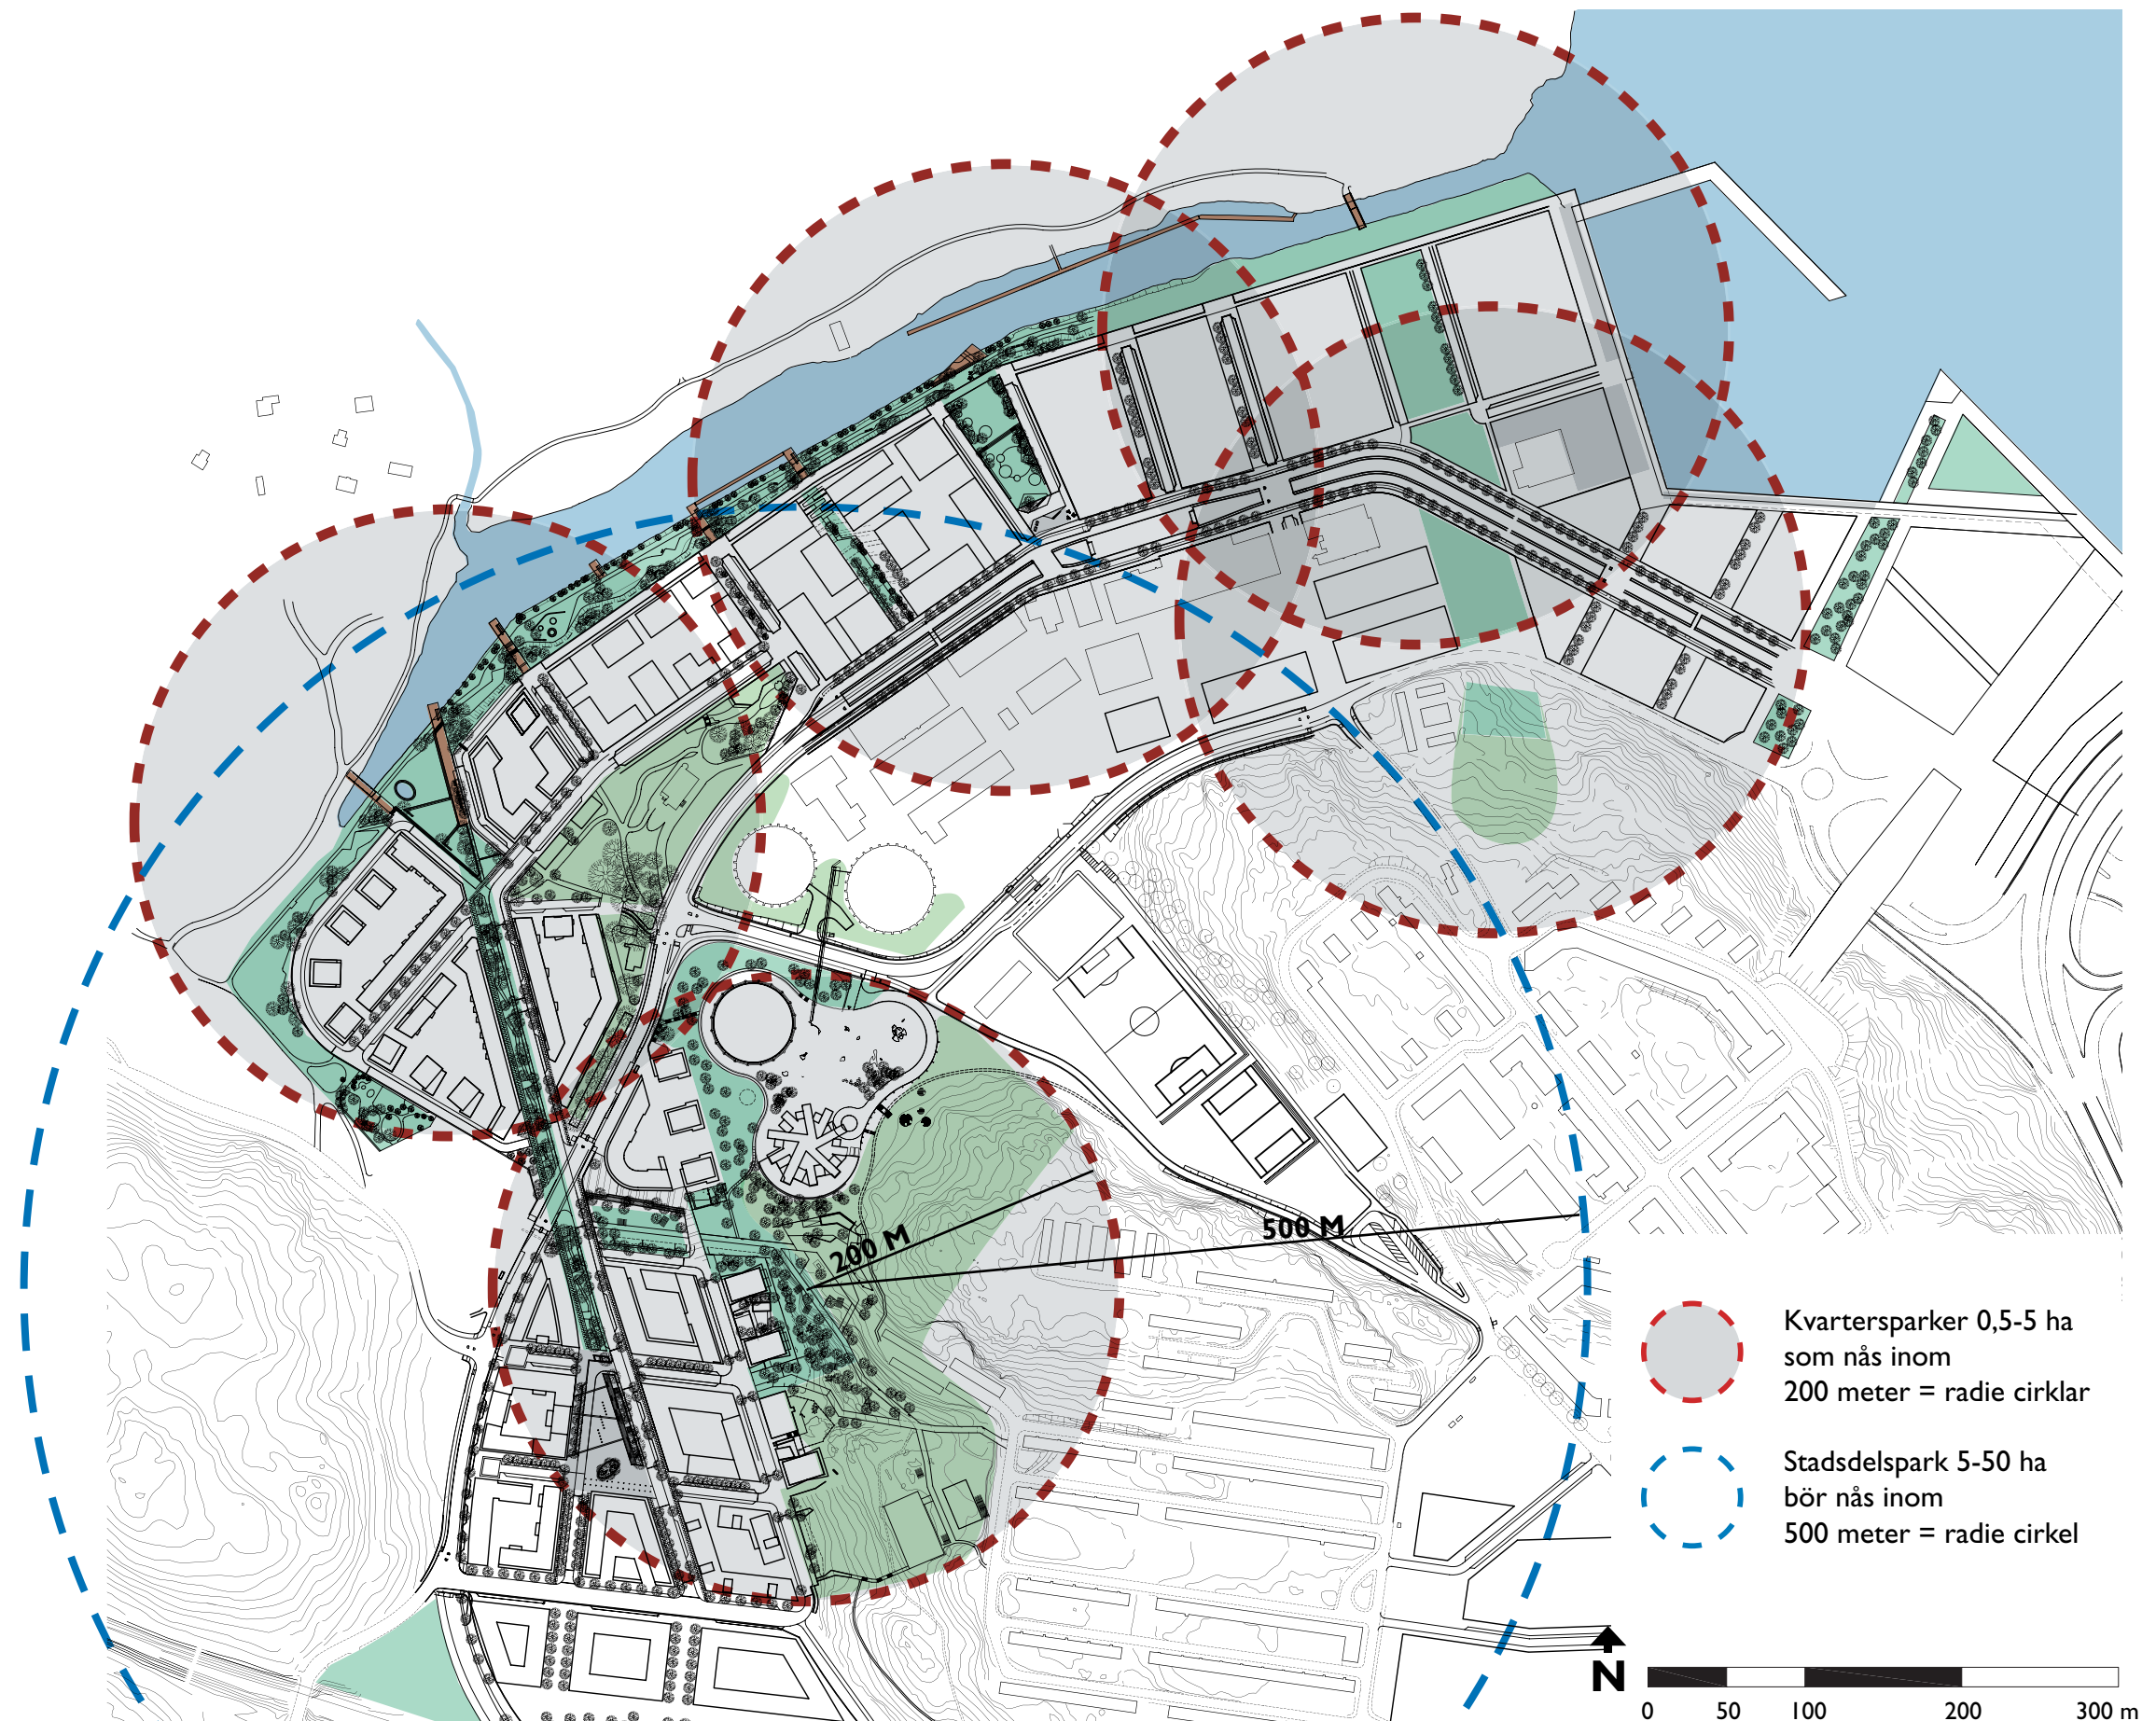 200 M
500 M
Kvartersparker 0,5-5 ha
som nås inom
200 meter = radie cirklar
Stadsdelspark 5-50 ha
bör nås inom
500 meter = radie cirkel
N
0 50 100 200 300 m